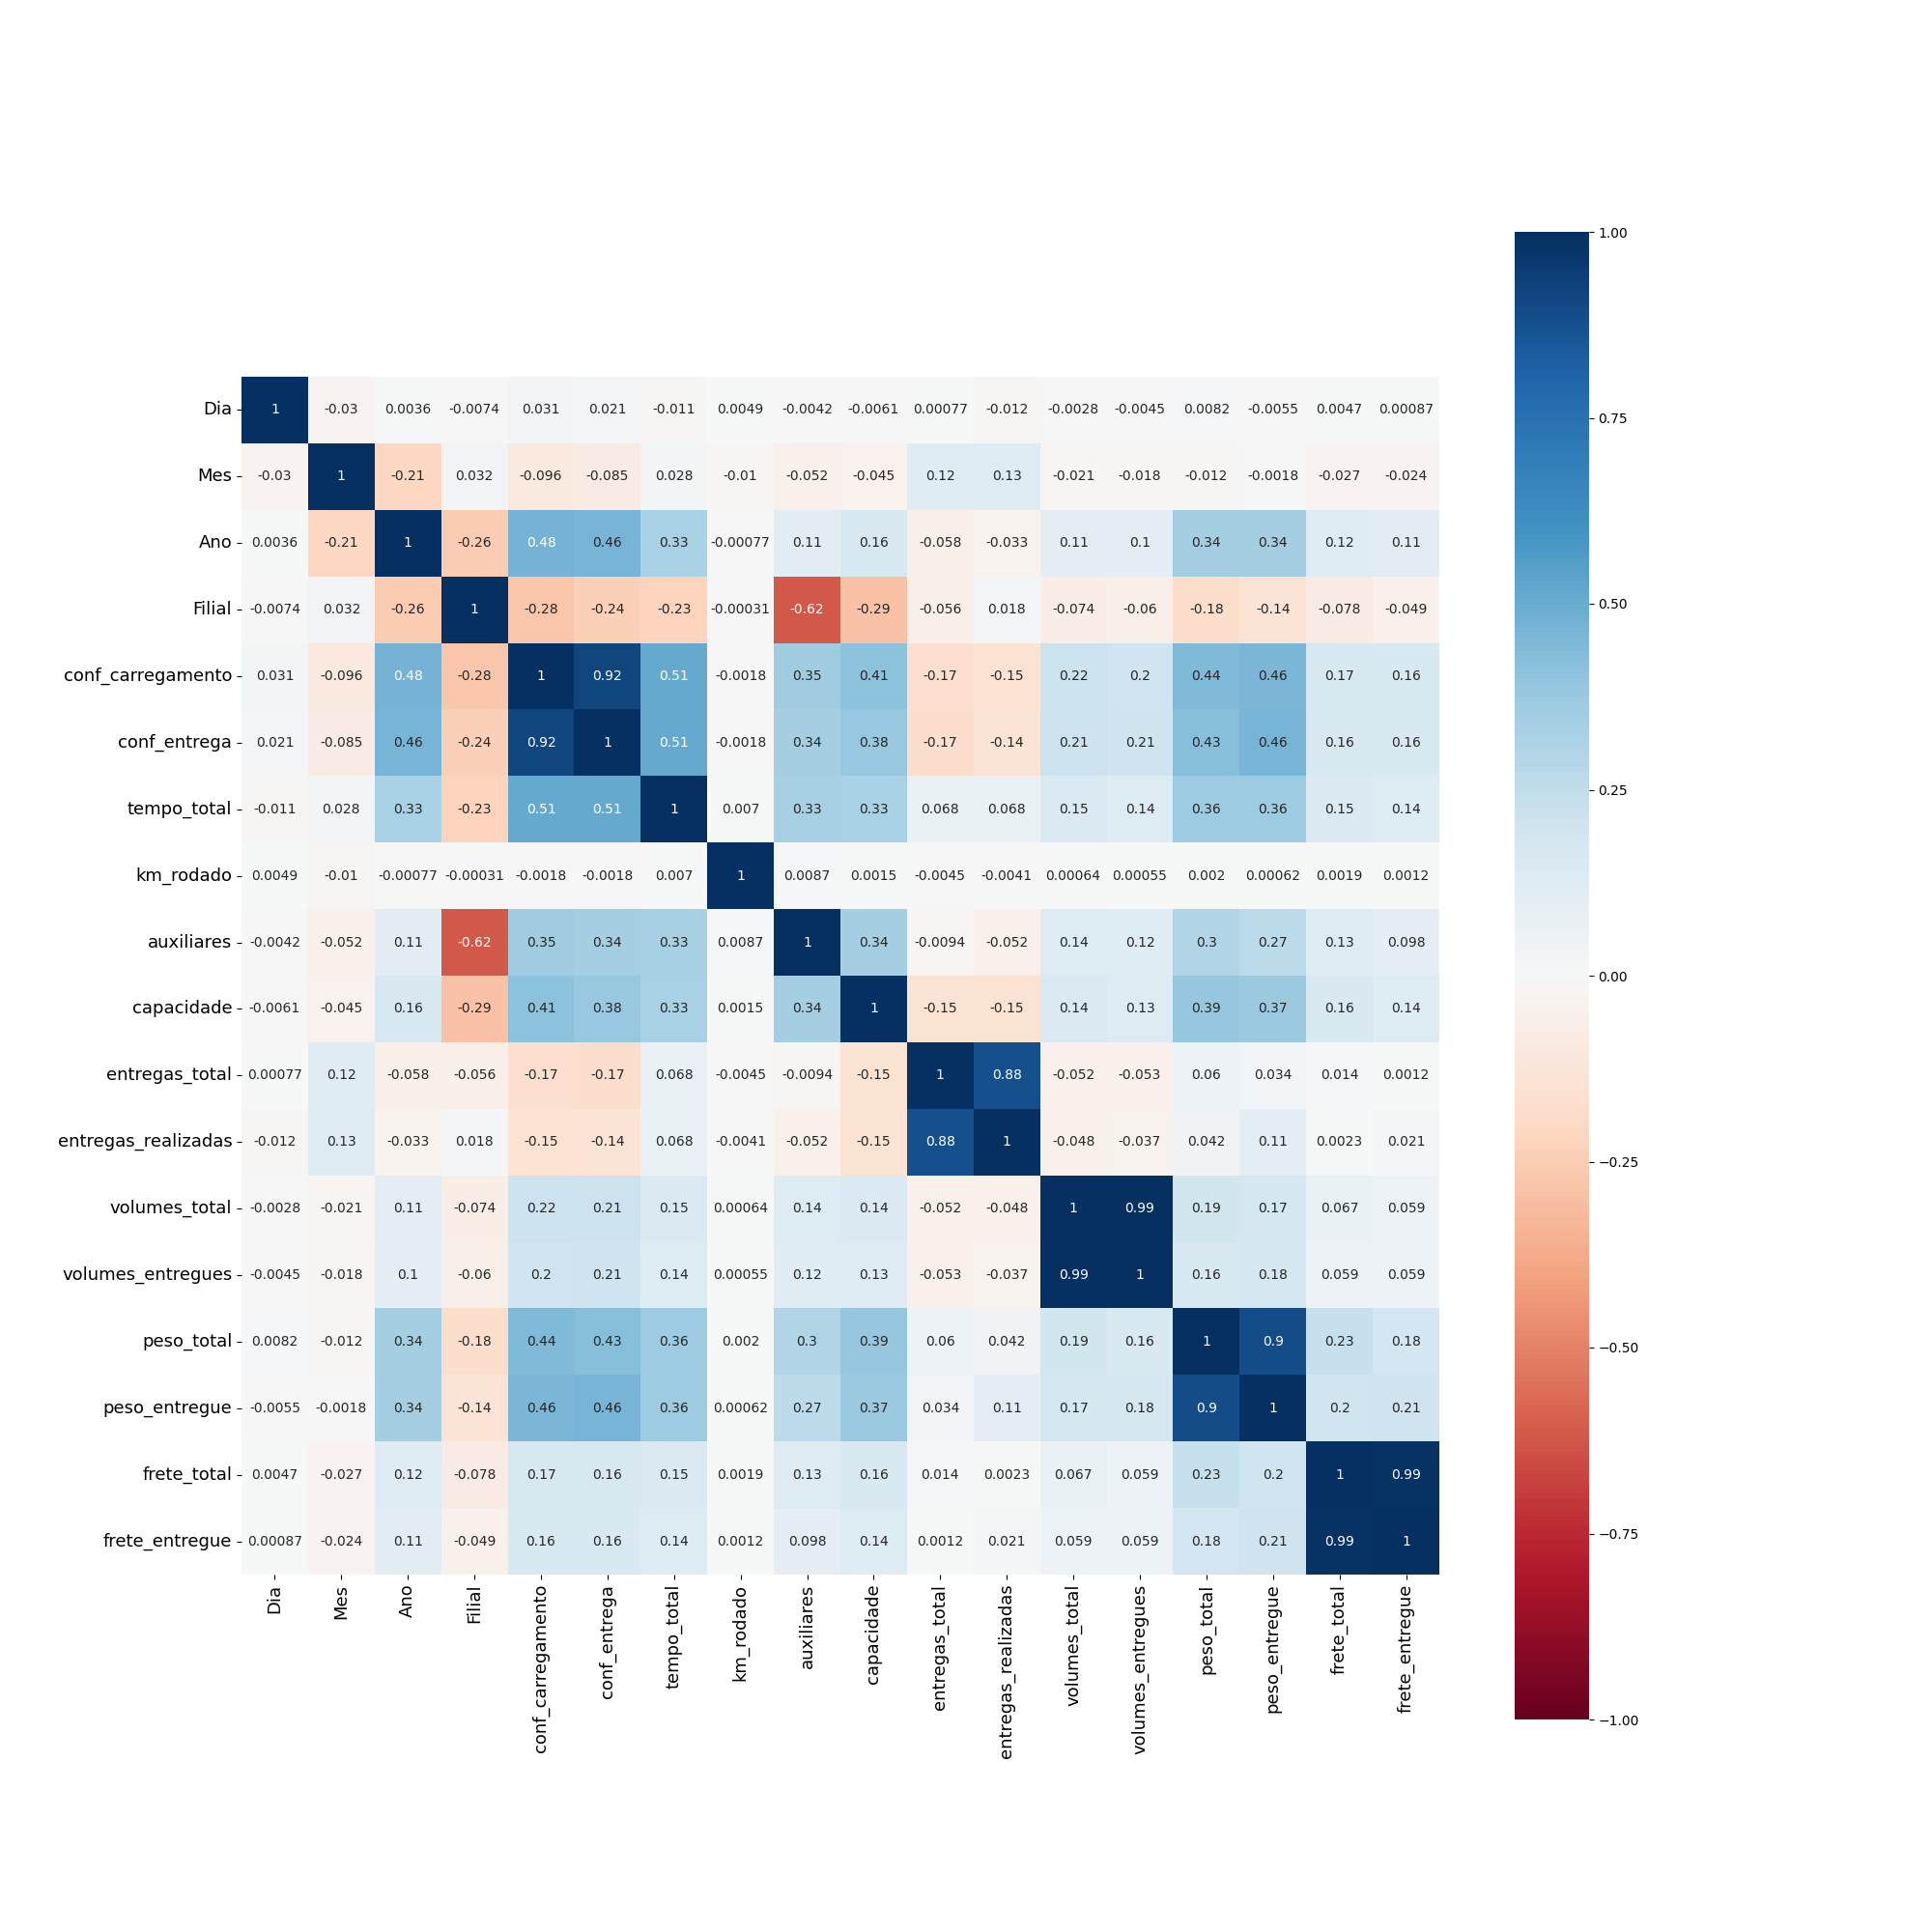 1.00
Dia 1 -0.03 0.0036 -0.0074 0.031 0.021 -0.011 0.0049 -0.0042 -0.0061 0.00077 -0.012 -0.0028 -0.0045 0.0082 -0.0055 0.0047 0.00087
0.75
Mes -0.03 1 -0.21 0.032 -0.096 -0.085 0.028 -0.01 -0.052 -0.045 0.12 0.13 -0.021 -0.018 -0.012 -0.0018 -0.027 -0.024
Ano 0.0036 -0.21 1 -0.26 0.48 0.46 0.33 -0.00077 0.11 0.16 -0.058 -0.033 0.11 0.1 0.34 0.34 0.12 0.11
0.50
Filial -0.0074 0.032 -0.26 1 -0.28 -0.24 -0.23 -0.00031 -0.62 -0.29 -0.056 0.018 -0.074 -0.06 -0.18 -0.14 -0.078 -0.049
conf_carregamento 0.031 -0.096 0.48 -0.28 1 0.92 0.51 -0.0018 0.35 0.41 -0.17 -0.15 0.22 0.2 0.44 0.46 0.17 0.16
conf_entrega 0.021 -0.085 0.46 -0.24 0.92 1 0.51 -0.0018 0.34 0.38 -0.17 -0.14 0.21 0.21 0.43 0.46 0.16 0.16
0.25
tempo_total -0.011 0.028 0.33 -0.23 0.51 0.51 1 0.007 0.33 0.33 0.068 0.068 0.15 0.14 0.36 0.36 0.15 0.14
km_rodado 0.0049 -0.01 -0.00077 -0.00031 -0.0018 -0.0018 0.007 1 0.0087 0.0015 -0.0045 -0.0041 0.00064 0.00055 0.002 0.00062 0.0019 0.0012
auxiliares -0.0042 -0.052 0.11 -0.62 0.35 0.34 0.33 0.0087 1 0.34 -0.0094 -0.052 0.14 0.12 0.3 0.27 0.13 0.098
0.00
capacidade -0.0061 -0.045 0.16 -0.29 0.41 0.38 0.33 0.0015 0.34 1 -0.15 -0.15 0.14 0.13 0.39 0.37 0.16 0.14
entregas_total 0.00077 0.12 -0.058 -0.056 -0.17 -0.17 0.068 -0.0045 -0.0094 -0.15 1 0.88 -0.052 -0.053 0.06 0.034 0.014 0.0012
entregas_realizadas -0.012 0.13 -0.033 0.018 -0.15 -0.14 0.068 -0.0041 -0.052 -0.15 0.88 1 -0.048 -0.037 0.042 0.11 0.0023 0.021
−0.25
volumes_total -0.0028 -0.021 0.11 -0.074 0.22 0.21 0.15 0.00064 0.14 0.14 -0.052 -0.048 1 0.99 0.19 0.17 0.067 0.059
volumes_entregues -0.0045 -0.018 0.1 -0.06 0.2 0.21 0.14 0.00055 0.12 0.13 -0.053 -0.037 0.99 1 0.16 0.18 0.059 0.059
peso_total 0.0082 -0.012 0.34 -0.18 0.44 0.43 0.36 0.002 0.3 0.39 0.06 0.042 0.19 0.16 1 0.9 0.23 0.18
−0.50
peso_entregue -0.0055 -0.0018 0.34 -0.14 0.46 0.46 0.36 0.00062 0.27 0.37 0.034 0.11 0.17 0.18 0.9 1 0.2 0.21
frete_total 0.0047 -0.027 0.12 -0.078 0.17 0.16 0.15 0.0019 0.13 0.16 0.014 0.0023 0.067 0.059 0.23 0.2 1 0.99
−0.75
frete_entregue 0.00087 -0.024 0.11 -0.049 0.16 0.16 0.14 0.0012 0.098 0.14 0.0012 0.021 0.059 0.059 0.18 0.21 0.99 1
−1.00
Dia
Mes
Ano
Filial
conf_carregamento
conf_entrega
tempo_total
km_rodado
auxiliares
capacidade
entregas_total
entregas_realizadas
volumes_total
volumes_entregues
peso_total
peso_entregue
frete_total
frete_entregue